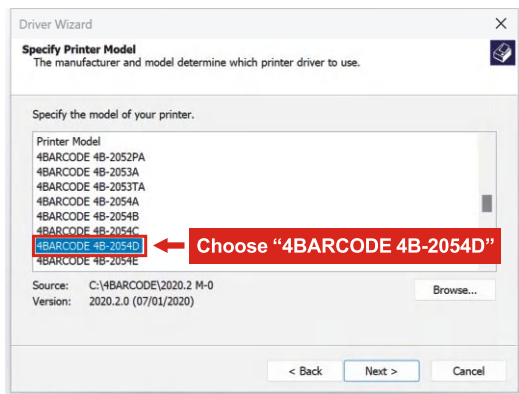 Driver Wizard
Specify Printer Model
The manufacturer and model determine which printer driver to use.
Specify the model of your printer.
Printer Model
4BARCODE 4B-2052PA
4BARCODE 4B-2053A
4BARCODE 4B-2053TA
4BARCODE 4B-2054A
4BARCODE 4B-2054B
4BARCODE 4B-2054C
4BARCODE 4B-2054D
Choose “4BARCODE 4B-2054D”
4BARCODE 4B-2054E
Source: C:\4BARCODE\2020.2 M-0
Browse...
Version: 2020.2.0 (07/01/2020)
< Back
Next >
Cancel